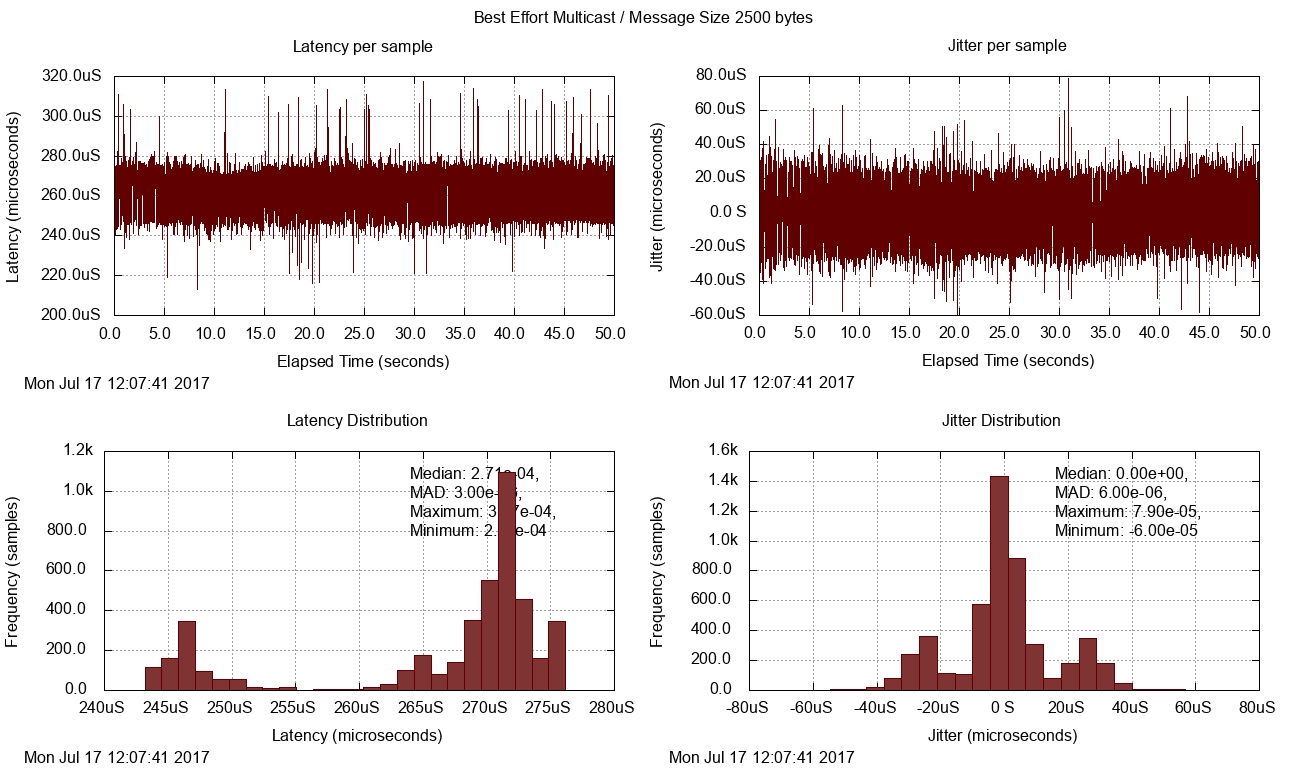 Best Effort Multicast / Message Size 2500 bytes
Latency per sample
320.0uS
300.0uS
280.0uS
260.0uS
240.0uS
220.0uS
200.0uS
Latency (microseconds)
0.0 5.0 10.0 15.0 20.0 25.0 30.0 35.0 40.0 45.0 50.0
Elapsed Time (seconds)
Mon Jul 17 12:07:41 2017
Jitter per sample
80.0uS
60.0uS
40.0uS
20.0uS
0.0 S
-20.0uS
-40.0uS
-60.0uS
Jitter (microseconds)
0.0 5.0 10.0 15.0 20.0 25.0 30.0 35.0 40.0 45.0 50.0
Elapsed Time (seconds)
Mon Jul 17 12:07:41 2017
Latency Distribution
1.2k
1.0k
800.0
600.0
400.0
200.0
0.0
Frequency (samples)
Median:
MAD:
Maximum:
Minimum:
240uS 245uS 250uS 255uS 260uS 265uS 270uS 275uS 280uS
Latency (microseconds)
Mon Jul 17 12:07:41 2017
Jitter Distribution
1.6k
1.4k
1.2k
1.0k
800.0
600.0
400.0
200.0
0.0
Frequency (samples)
Median: 0.00e+00,
MAD: 6.00e-06,
Maximum: 7.90e-05,
Minimum: -6.00e-05
-80uS -60uS -40uS -20uS 0 S 20uS 40uS 60uS 80uS
Jitter (microseconds)
Mon Jul 17 12:07:41 2017